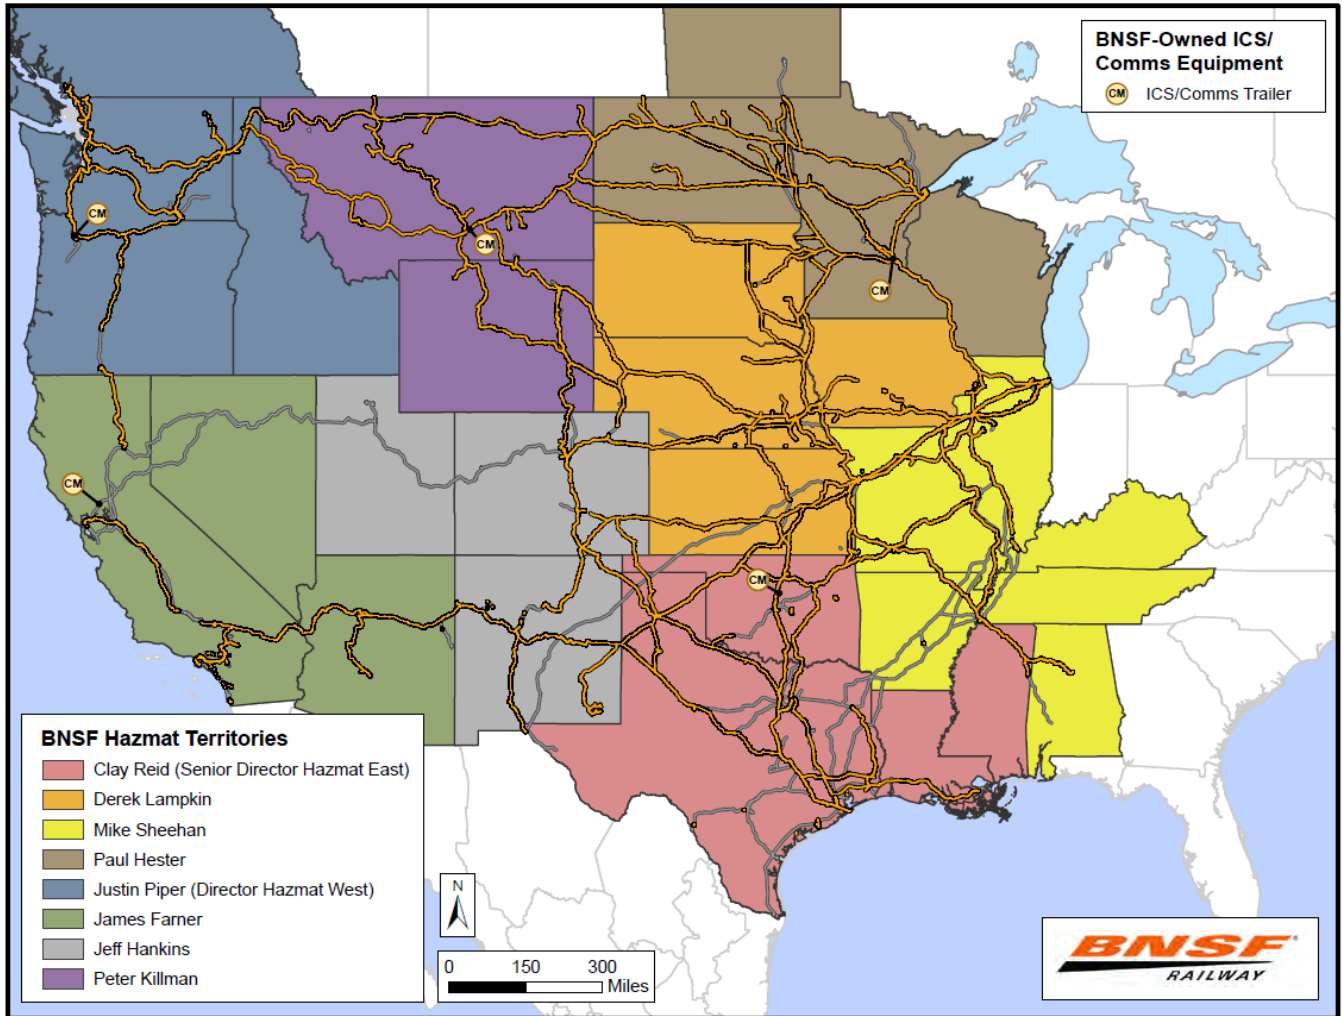 BNSF-Owned ICS/
Comms Equipment
CM ICS/Comms Trailer
CM
CM
CM
CM
CM
BNSF Hazmat Territories
Clay Reid (Senior Director Hazmat East)
Derek Lampkin
Mike Sheehan
Paul Hester
Justin Piper (Director Hazmat West)
James Farner
Jeff Hankins
Peter Killman
N
0 150 300
Miles
BNSF
RAILWAY